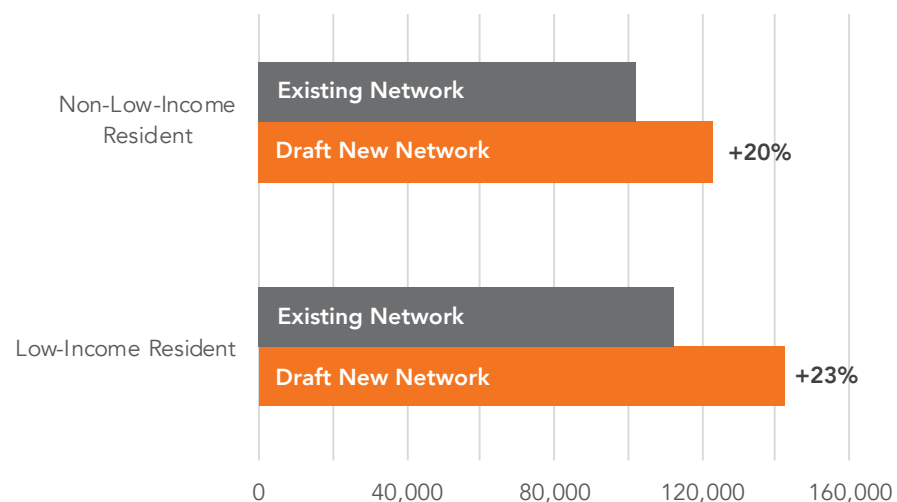 Non-Low-Income
Resident
Existing Network
Draft New Network
+20%
Low-Income Resident
Existing Network
Draft New Network
+23%
0
40,000
80,000
120,000
160,000